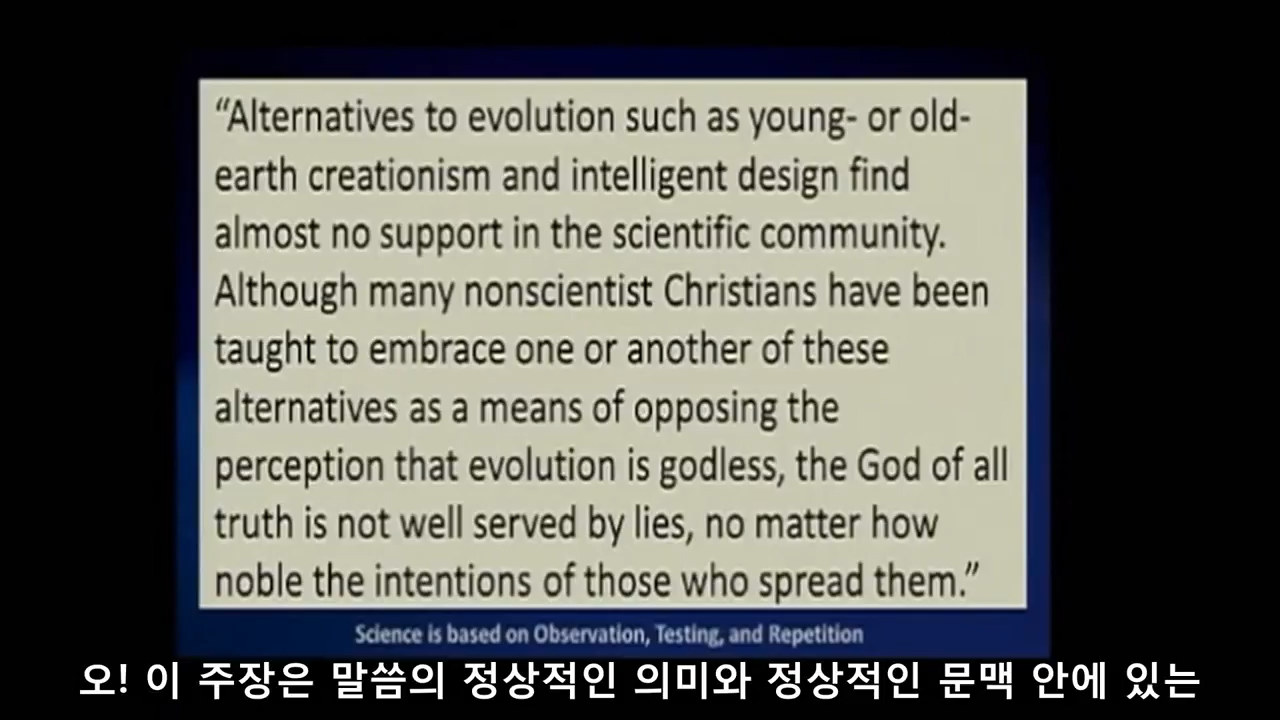 “Alternatives to evolution such as young- or old-
earth creationism and intelligent design find
almost no support in the scientific community.
Although many nonscientist Christians have been
taught to embrace one or another of these
alternatives as a means of opposing the
perception that evolution is godless, the God of all
truth is not well served by lies, no matter how
noble the intentions of those who spread them.”
Science is based on Observation, Testing, and Repetition
오! 이 주장은 말씀의 정상적인 의미와 정상적인 문맥 안에 있는